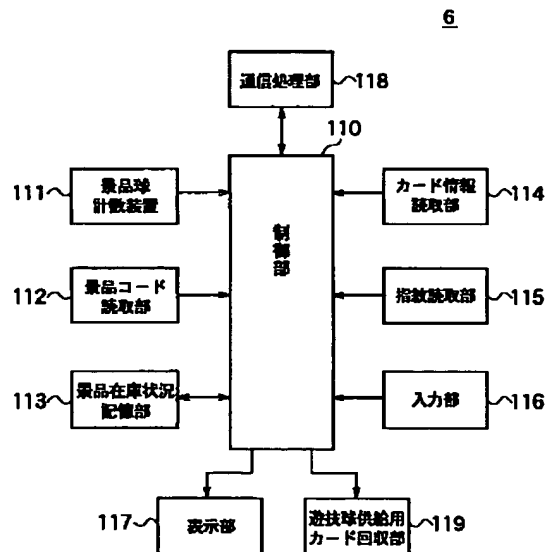 6
通信処理部
118
110
景品球
計数装置
111
カード情報
読取部
114
制御部
景品コード
読取部
112
指紋読取部
115
景品在庫状況
記憶部
113
入力部
116
表示部
117
遊技球供給用
カード回収部
119